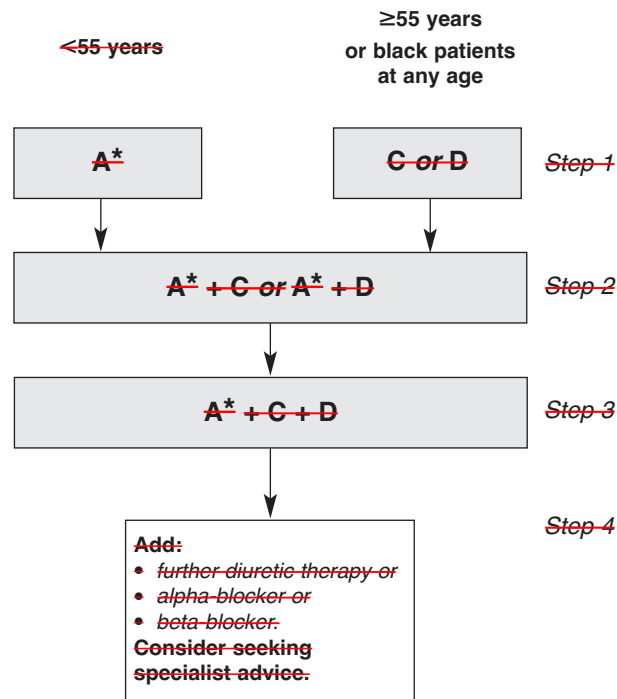 <55 years
≥55 years
or black patients
at any age
A*
C or D
Step 1
A* + C or A* + D
Step 2
A* + C + D
Step 3
Step 4
Add:
• further diuretic therapy or
• alpha-blocker or
• beta-blocker.
Consider seeking
specialist advice.